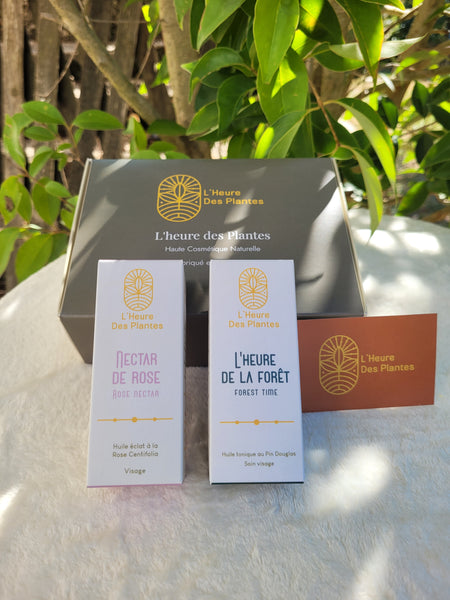 L'Heure
Des Plantes
L'heure des Plantes
Haute Cosmétique Naturelle
L'Heure
Des Plantes
Nectar
de Rose
Rose nectar
Huile éclat à la
Rose Centifolia
Visage
L'Heure
Des Plantes
L'heure
de la forêt
Forest time
Huile tonique au Pin Douglas
Soin visage
L'Heure
Des Plantes